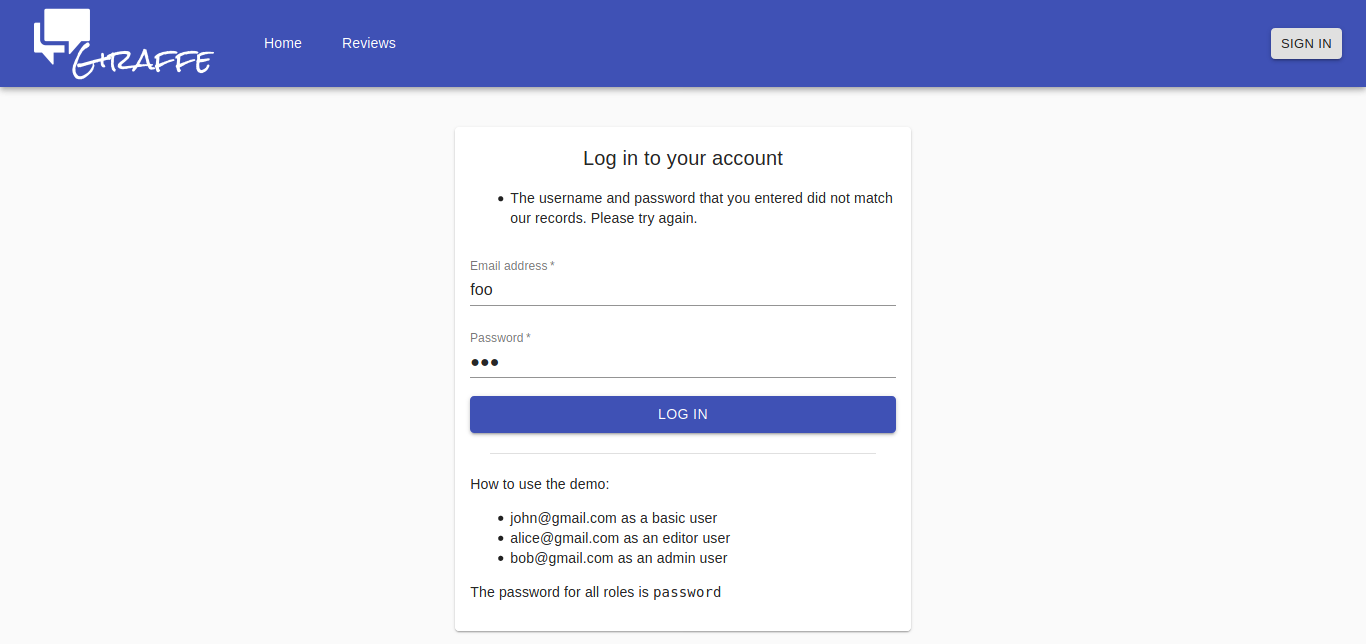 Giraffe
Home
Reviews
SIGN IN
Log in to your account
• The username and password that you entered did not match
our records. Please try again.
Email address *
foo
Password *
●●●
LOG IN
How to use the demo:
• john@gmail.com as a basic user
• alice@gmail.com as an editor user
• bob@gmail.com as an admin user
The password for all roles is password